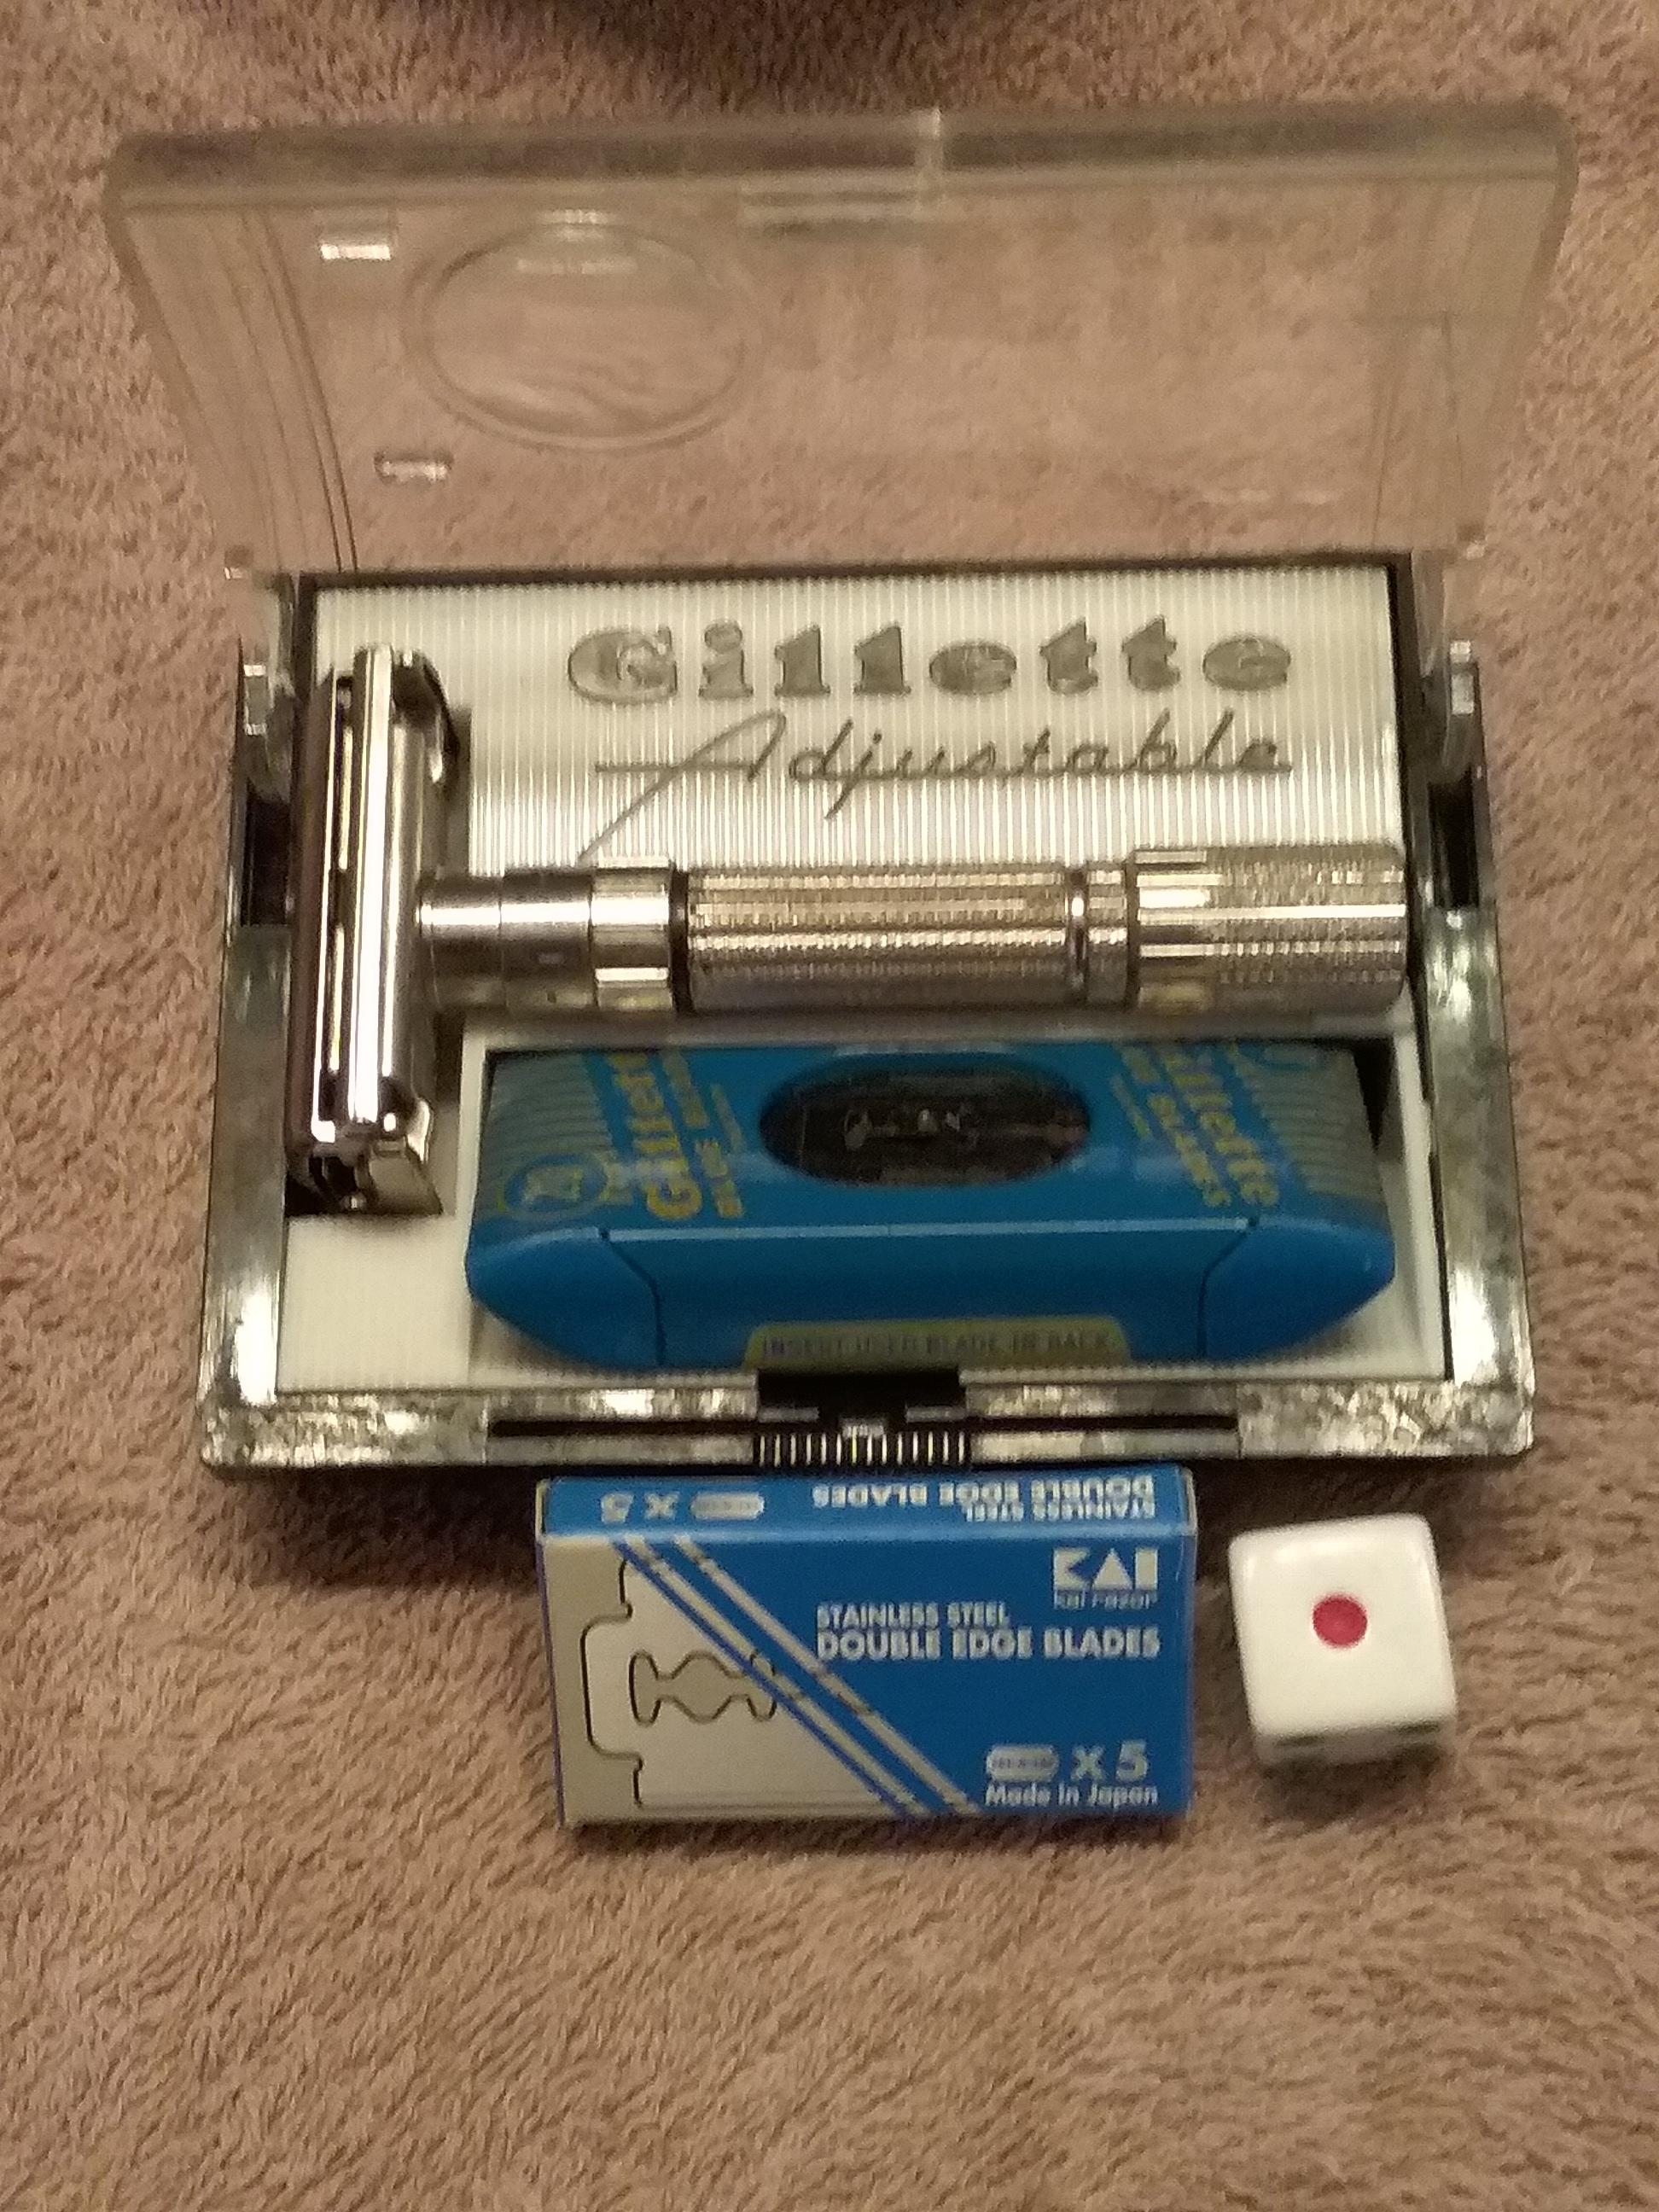 Gillette
Adjustable
Gillette
BLUE BLADES
Gillette
BLUE BLADES
INSERT USED BLADE IN BACK
STAINLESS STEEL
DOUBLE EDGE BLADES
x 5
KAI
kai razor
STAINLESS STEEL
DOUBLE EDGE BLADES
x 5
Made in Japan